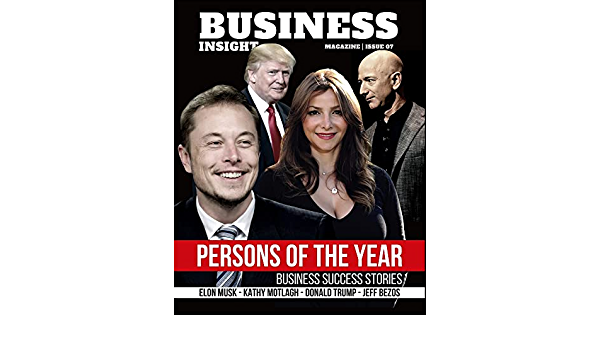 BUSINESS
INSIGHT
MAGAZINE | ISSUE 07
PERSONS OF THE YEAR
BUSINESS SUCCESS STORIES
ELON MUSK - KATHY MOTLAGH - DONALD TRUMP - JEFF BEZOS